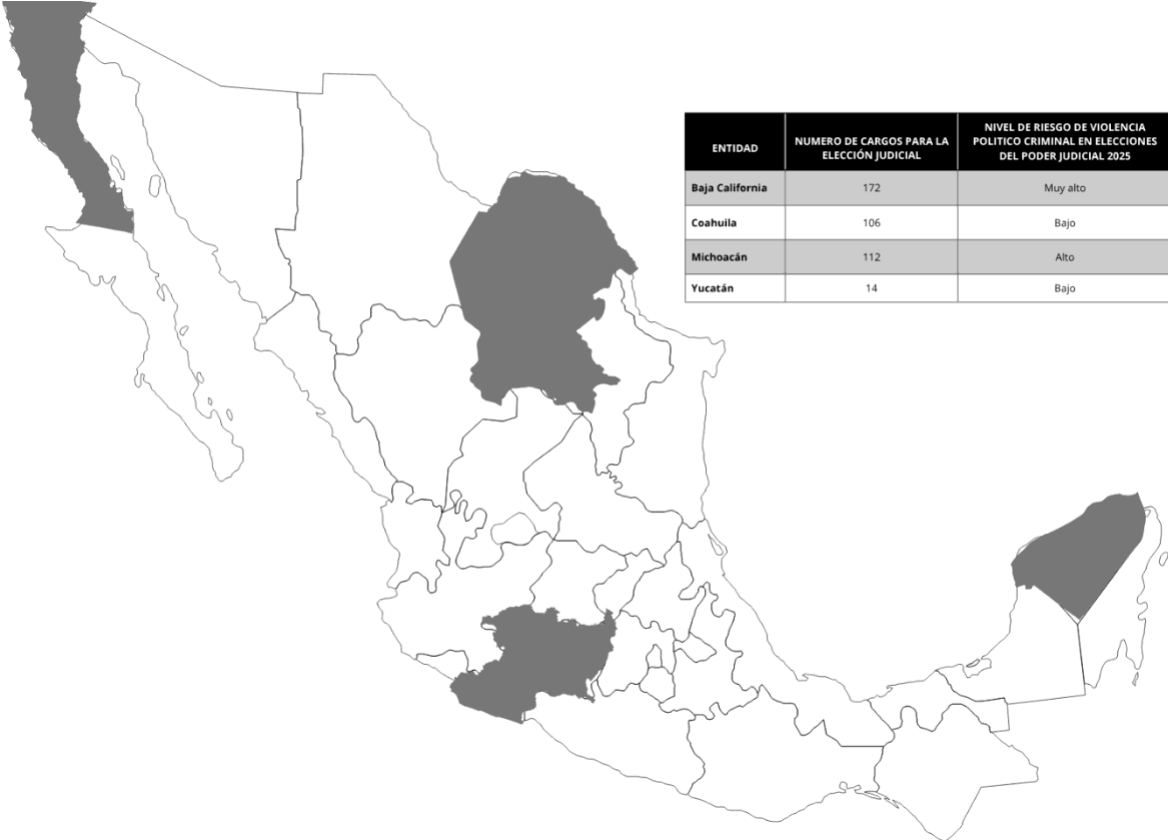 ENTIDAD
NUMERO DE CARGOS PARA LA
ELECCIÓN JUDICIAL
NIVEL DE RIESGO DE VIOLENCIA
POLITICO CRIMINAL EN ELECCIONES
DEL PODER JUDICIAL 2025
Baja California 172 Muy alto
Coahuila 106 Bajo
Michoacán 112 Alto
Yucatán 14 Bajo